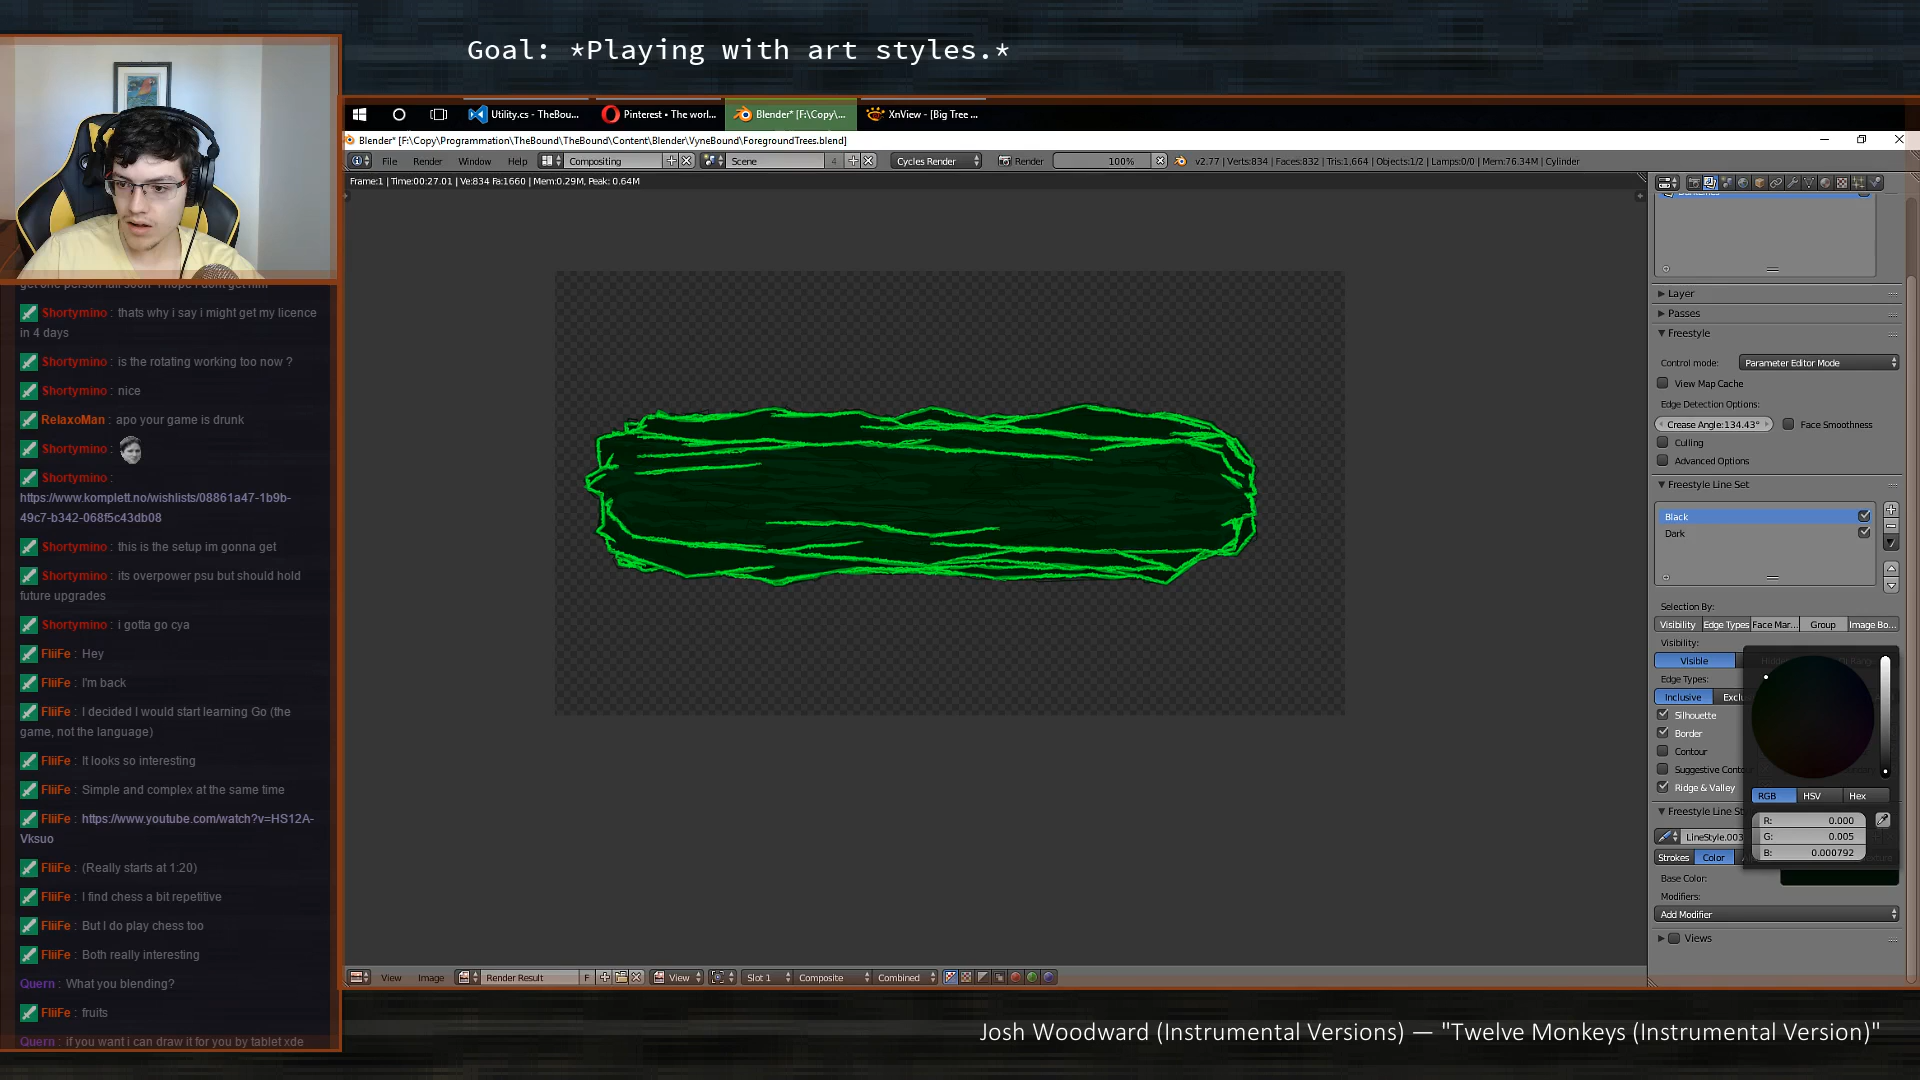 Goal: *Playing with art styles.*
Utility.cs - TheBou...
Pinterest • The worl...
Blender* [F:\Copy\...
XnView - [Big Tree ...
Blender* [F:\Copy\Programmation\TheBound\TheBound\Content\Blender\VyneBound\ForegroundTrees.blend]
File Render Window Help Compositing Scene 4 Cycles Render Render 100% v2.77 | Verts:834 | Faces:832 | Tris:1,664 | Objects:1/2 | Lamps:0/0 | Mem:76.34M | Cylinder
Frame:1 | Time:00:27.01 | Ve:834 Fa:1660 | Mem:0.29M, Peak: 0.64M
Shortymino : thats why i say i might get my licence
in 4 days
Shortymino : is the rotating working too now ?
Shortymino : nice
RelaxoMan : apo your game is drunk
Shortymino :
Shortymino :
https://www.komplett.no/wishlists/08861a47-1b9b-
49c7-b342-068f5c43db08
Shortymino : this is the setup im gonna get
Shortymino : its overpower psu but should hold
future upgrades
Shortymino : i gotta go cya
FliiFe : Hey
FliiFe : I'm back
FliiFe : I decided I would start learning Go (the
game, not the language)
FliiFe : It looks so interesting
FliiFe : Simple and complex at the same time
FliiFe : https://www.youtube.com/watch?v=HS12A-
Vksuo
FliiFe : (Really starts at 1:20)
FliiFe : I find chess a bit repetitive
FliiFe : But I do play chess too
FliiFe : Both really interesting
Quern : What you blending?
FliiFe : fruits
Quern : if you want i can draw it for you by tablet xde
Layer
Passes
Freestyle
Control mode: Parameter Editor Mode
View Map Cache
Edge Detection Options:
Crease Angle:134.43° Face Smoothness
Culling
Advanced Options
Freestyle Line Set
Black
Dark
Selection By:
Visibility Edge Types Face Mar... Group Image Bo...
Visibility:
Visible
Edge Types:
Inclusive Exclu
Silhouette
Border
Contour
Suggestive Conto
Ridge & Valley
RGB HSV Hex
Freestyle Line St
R: 0.000
G: 0.005
B: 0.000792
LineStyle.003
Strokes Color
Base Color:
Modifiers:
Add Modifier
Views
View Image Render Result F View Slot 1 Composite Combined
Josh Woodward (Instrumental Versions) — "Twelve Monkeys (Instrumental Version)"